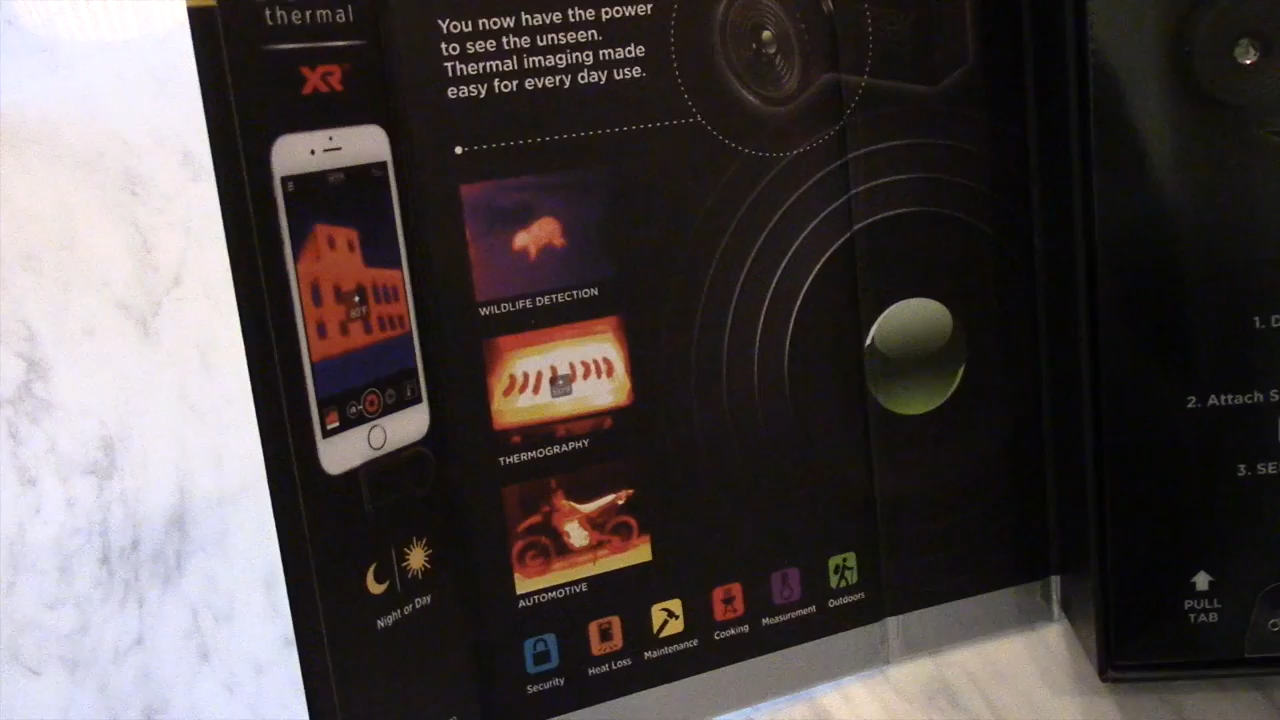 thermal
XR
You now have the power
to see the unseen.
Thermal imaging made
easy for every day use.
WILDLIFE DETECTION
THERMOGRAPHY
AUTOMOTIVE
Night or Day
Security
Heat Loss
Maintenance
Cooking
Measurement
Outdoors
1.
2. Attach
3.
PULL
TAB